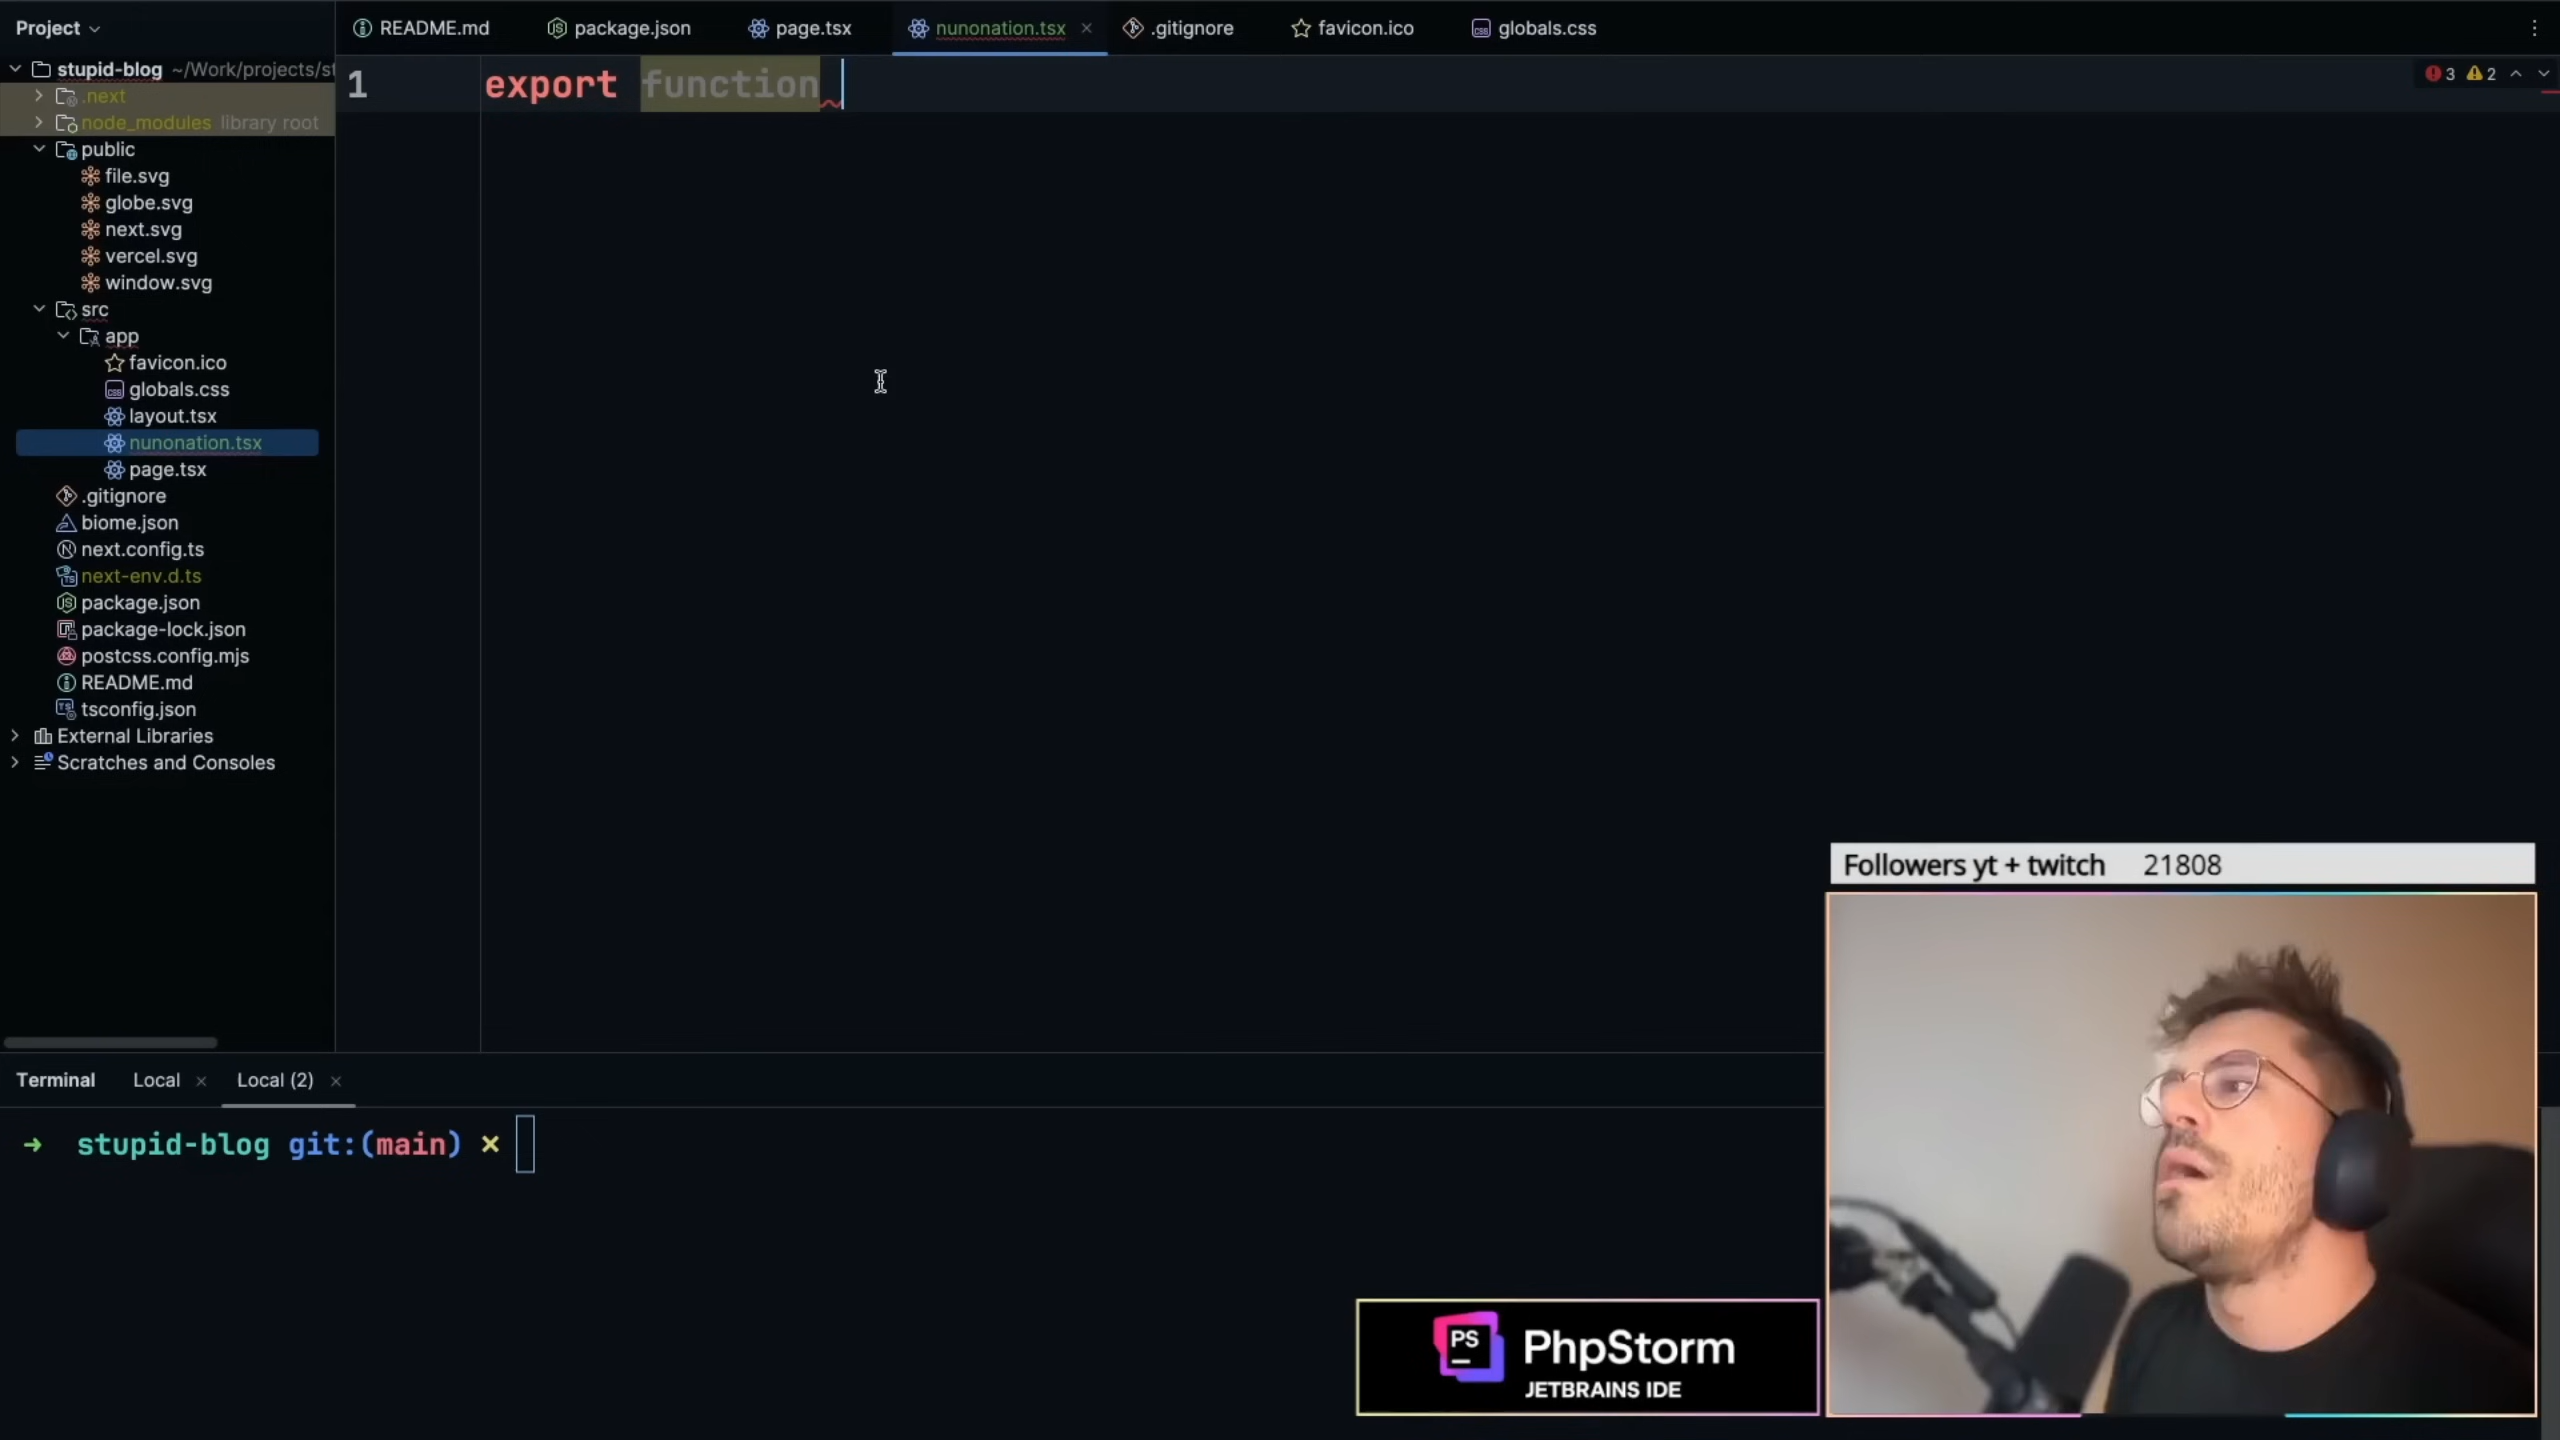 Project
README.md
package.json
page.tsx
nunonation.tsx
.gitignore
favicon.ico
globals.css
stupid-blog ~/Work/projects/st
.next
node_modules library root
public
file.svg
globe.svg
next.svg
vercel.svg
window.svg
src
app
favicon.ico
globals.css
layout.tsx
nunonation.tsx
page.tsx
.gitignore
biome.json
next.config.ts
next-env.d.ts
package.json
package-lock.json
postcss.config.mjs
README.md
tsconfig.json
External Libraries
Scratches and Consoles
1 export function
3 2
Followers yt + twitch 21808
Terminal Local Local (2)
→ stupid-blog git:(main) ×
PS PhpStorm
JETBRAINS IDE